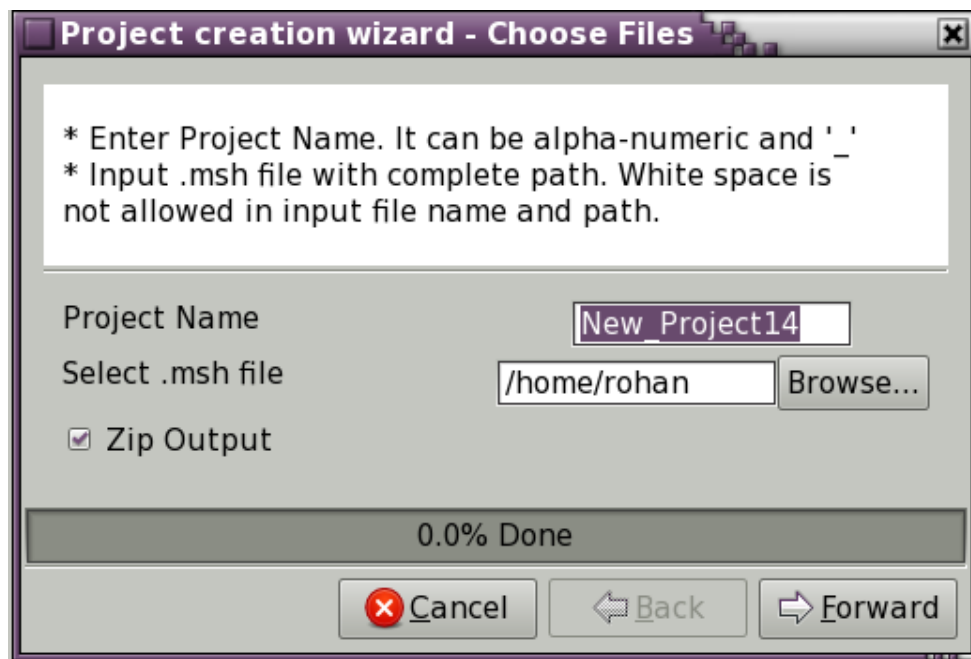 Project creation wizard - Choose Files
* Enter Project Name. It can be alpha-numeric and '_'
* Input .msh file with complete path. White space is
not allowed in input file name and path.
Project Name New_Project14
Select .msh file /home/rohan Browse...
Zip Output
0.0% Done
Cancel Back Forward